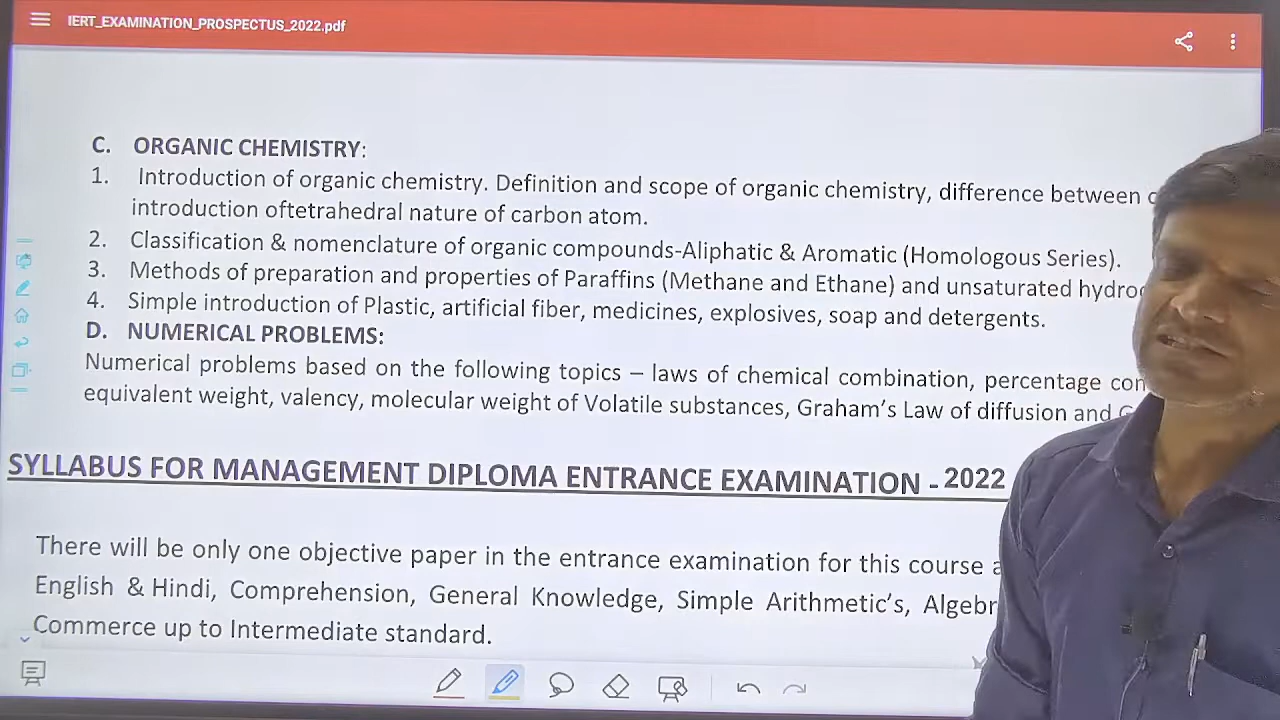 IERT_EXAMINATION_PROSPECTUS_2022.pdf
C. ORGANIC CHEMISTRY:
1. Introduction of organic chemistry. Definition and scope of organic chemistry, difference between
introduction oftetrahedral nature of carbon atom.
2. Classification & nomenclature of organic compounds-Aliphatic & Aromatic (Homologous Series).
3. Methods of preparation and properties of Paraffins (Methane and Ethane) and unsaturated
4. Simple introduction of Plastic, artificial fiber, medicines, explosives, soap and detergents.
D. NUMERICAL PROBLEMS:
Numerical problems based on the following topics – laws of chemical combination, percentage
equivalent weight, valency, molecular weight of Volatile substances, Graham's Law of diffusion and
SYLLABUS FOR MANAGEMENT DIPLOMA ENTRANCE EXAMINATION - 2022
There will be only one objective paper in the entrance examination for this course
English & Hindi, Comprehension, General Knowledge, Simple Arithmetic's,
Commerce up to Intermediate standard.